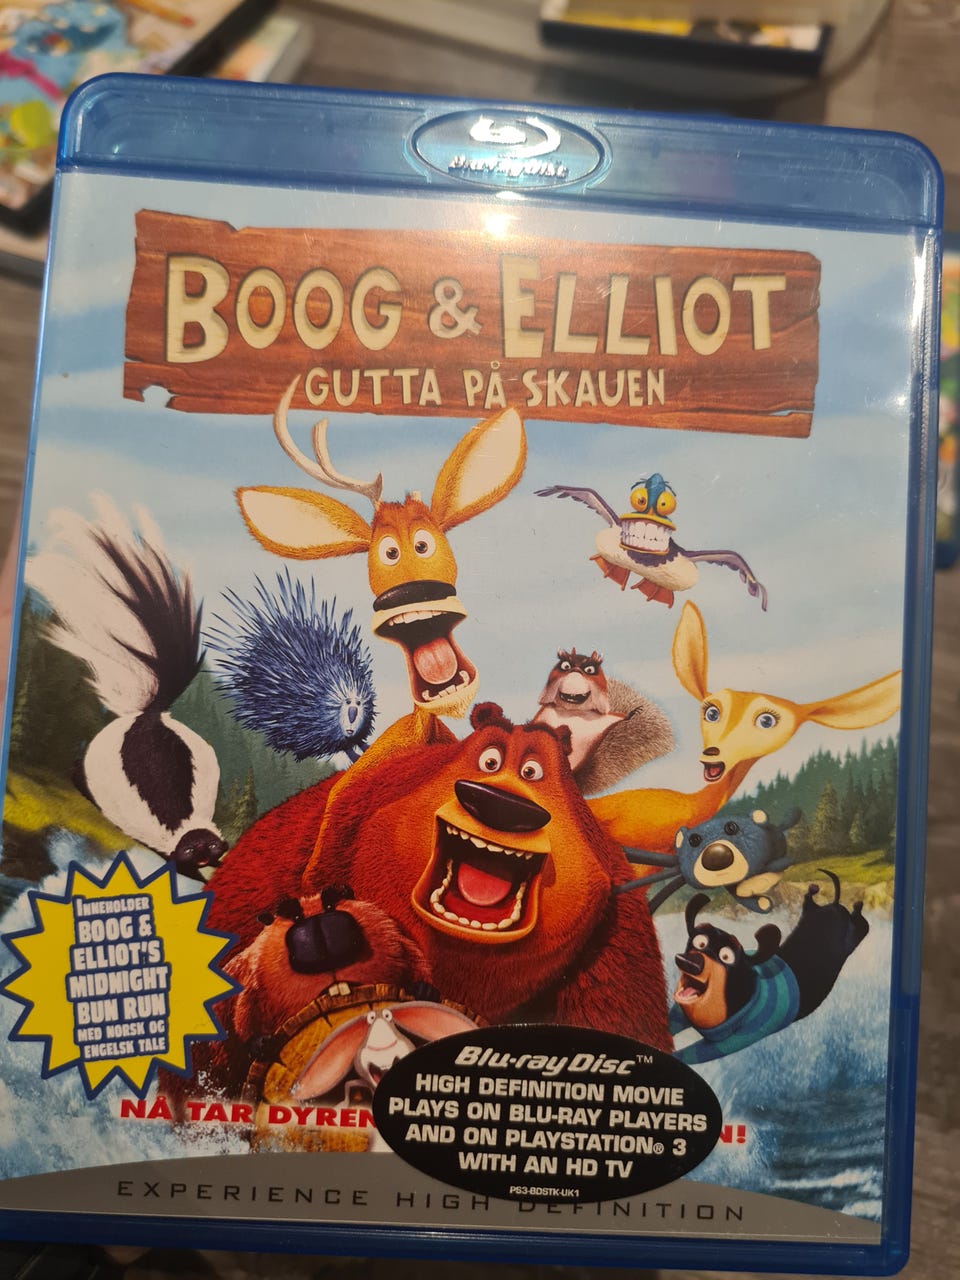 Blu-ray Disc
BOOG & ELLIOT
GUTTA PÅ SKAUEN
INNEHOLDER
BOOG &
ELLIOT'S
MIDNIGHT
BUN RUN
MED NORSK OG
ENGELSK TALE
NÅ TAR DYREN
N!
Blu-ray Disc™
HIGH DEFINITION MOVIE
PLAYS ON BLU-RAY PLAYERS
AND ON PLAYSTATION® 3
WITH AN HD TV
PS3-BDSTK-UK1
EXPERIENCE HIGH DEFINITION